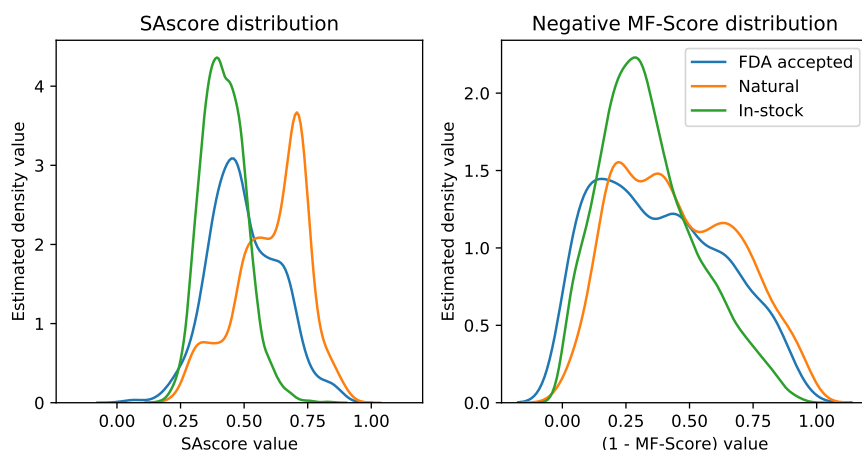 SAscore distribution
Estimated density value
0
1
2
3
4
0.00 0.25 0.50 0.75 1.00
SAscore value
Negative MF-Score distribution
FDA accepted
Natural
In-stock
Estimated density value
0.0
0.5
1.0
1.5
2.0
0.00 0.25 0.50 0.75 1.00
(1 - MF-Score) value